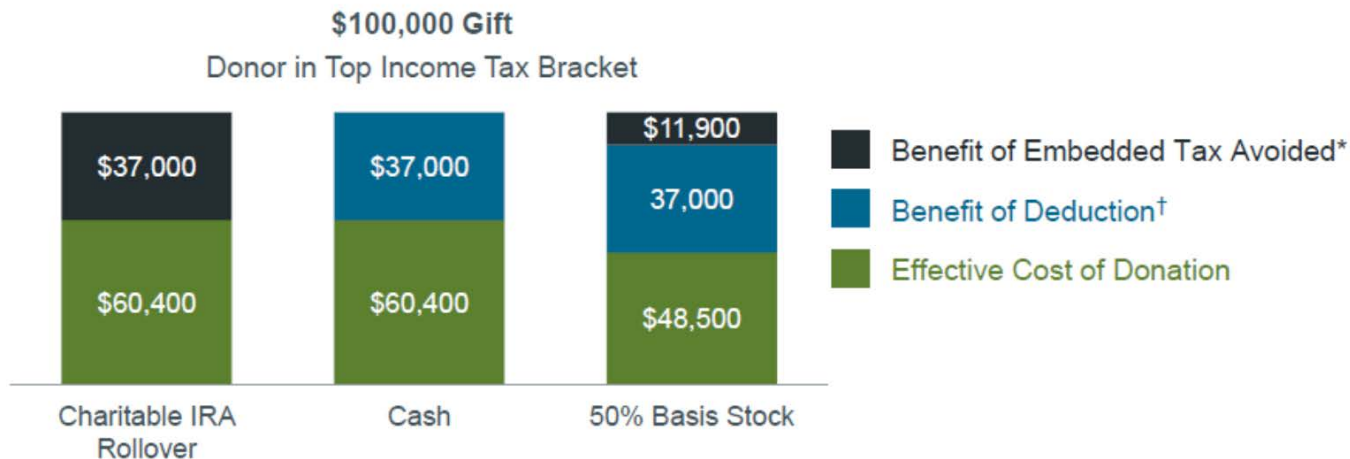 $100,000 Gift
Donor in Top Income Tax Bracket
$37,000
$60,400
$37,000
$60,400
$11,900
37,000
$48,500
Benefit of Embedded Tax Avoided*
Benefit of Deduction†
Effective Cost of Donation
Charitable IRA
Rollover
Cash
50% Basis Stock